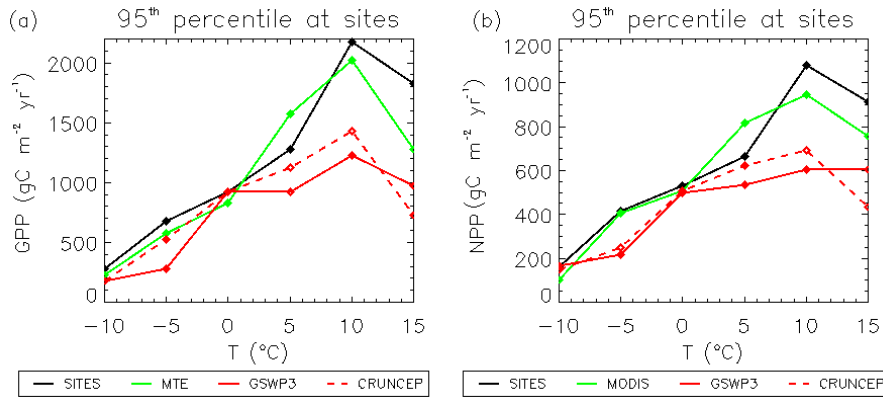 (a) 95th percentile at sites
2000
1500
1000
500
0
GPP (gC m-2 yr-1)
-10 -5 0 5 10 15
T (°C)
SITES MTE GSWP3 CRUNCEP
(b) 95th percentile at sites
1200
1000
800
600
400
200
0
NPP (gC m-2 yr-1)
-10 -5 0 5 10 15
T (°C)
SITES MODIS GSWP3 CRUNCEP